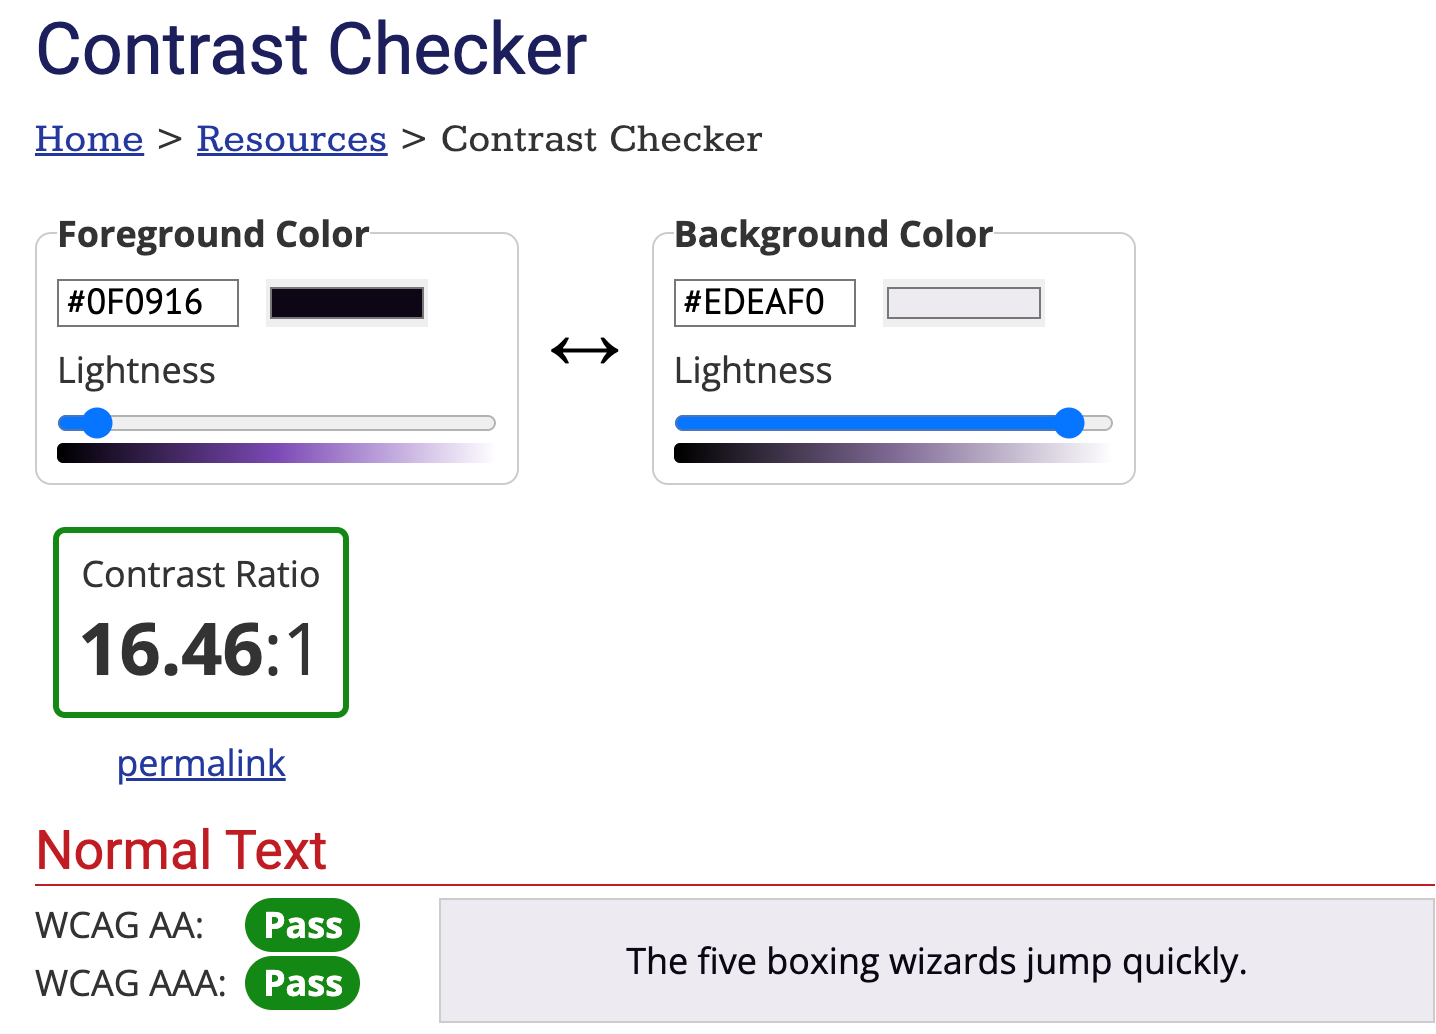 Contrast Checker
Home > Resources > Contrast Checker
Foreground Color
#0F0916
Lightness
Background Color
#EDEAF0
Lightness
Contrast Ratio
16.46:1
permalink
Normal Text
WCAG AA: Pass
WCAG AAA: Pass
The five boxing wizards jump quickly.